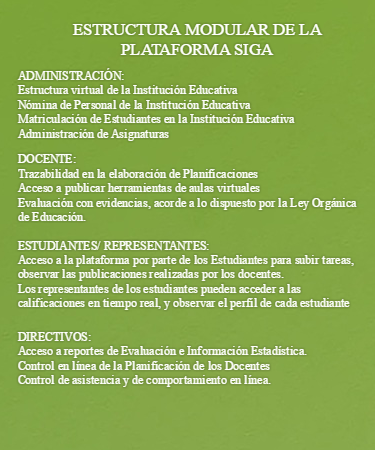 ESTRUCTURA MODULAR DE LA
PLATAFORMA SIGA
ADMINISTRACIÓN:
Estructura virtual de la Institución Educativa
Nómina de Personal de la Institución Educativa
Matriculación de Estudiantes en la Institución Educativa
Administración de Asignaturas
DOCENTE:
Trazabilidad en la elaboración de Planificaciones
Acceso a publicar herramientas de aulas virtuales
Evaluación con evidencias, acorde a lo dispuesto por la Ley Orgánica
de Educación.
ESTUDIANTES/ REPRESENTANTES:
Acceso a la plataforma por parte de los Estudiantes para subir tareas,
observar las publicaciones realizadas por los docentes.
Los representantes de los estudiantes pueden acceder a las
calificaciones en tiempo real, y observar el perfil de cada estudiante
DIRECTIVOS:
Acceso a reportes de Evaluación e Información Estadística.
Control en línea de la Planificación de los Docentes
Control de asistencia y de comportamiento en línea.